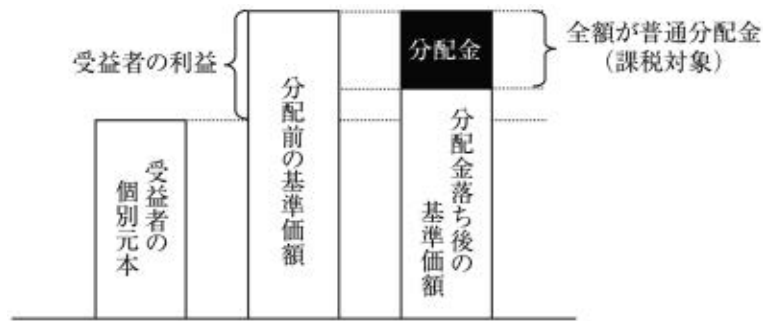 受益者の利益
受益者の
個別元本
分配前の基準価額
分配金
分配金落ち後の
基準価額
全額が普通分配金
（課税対象）